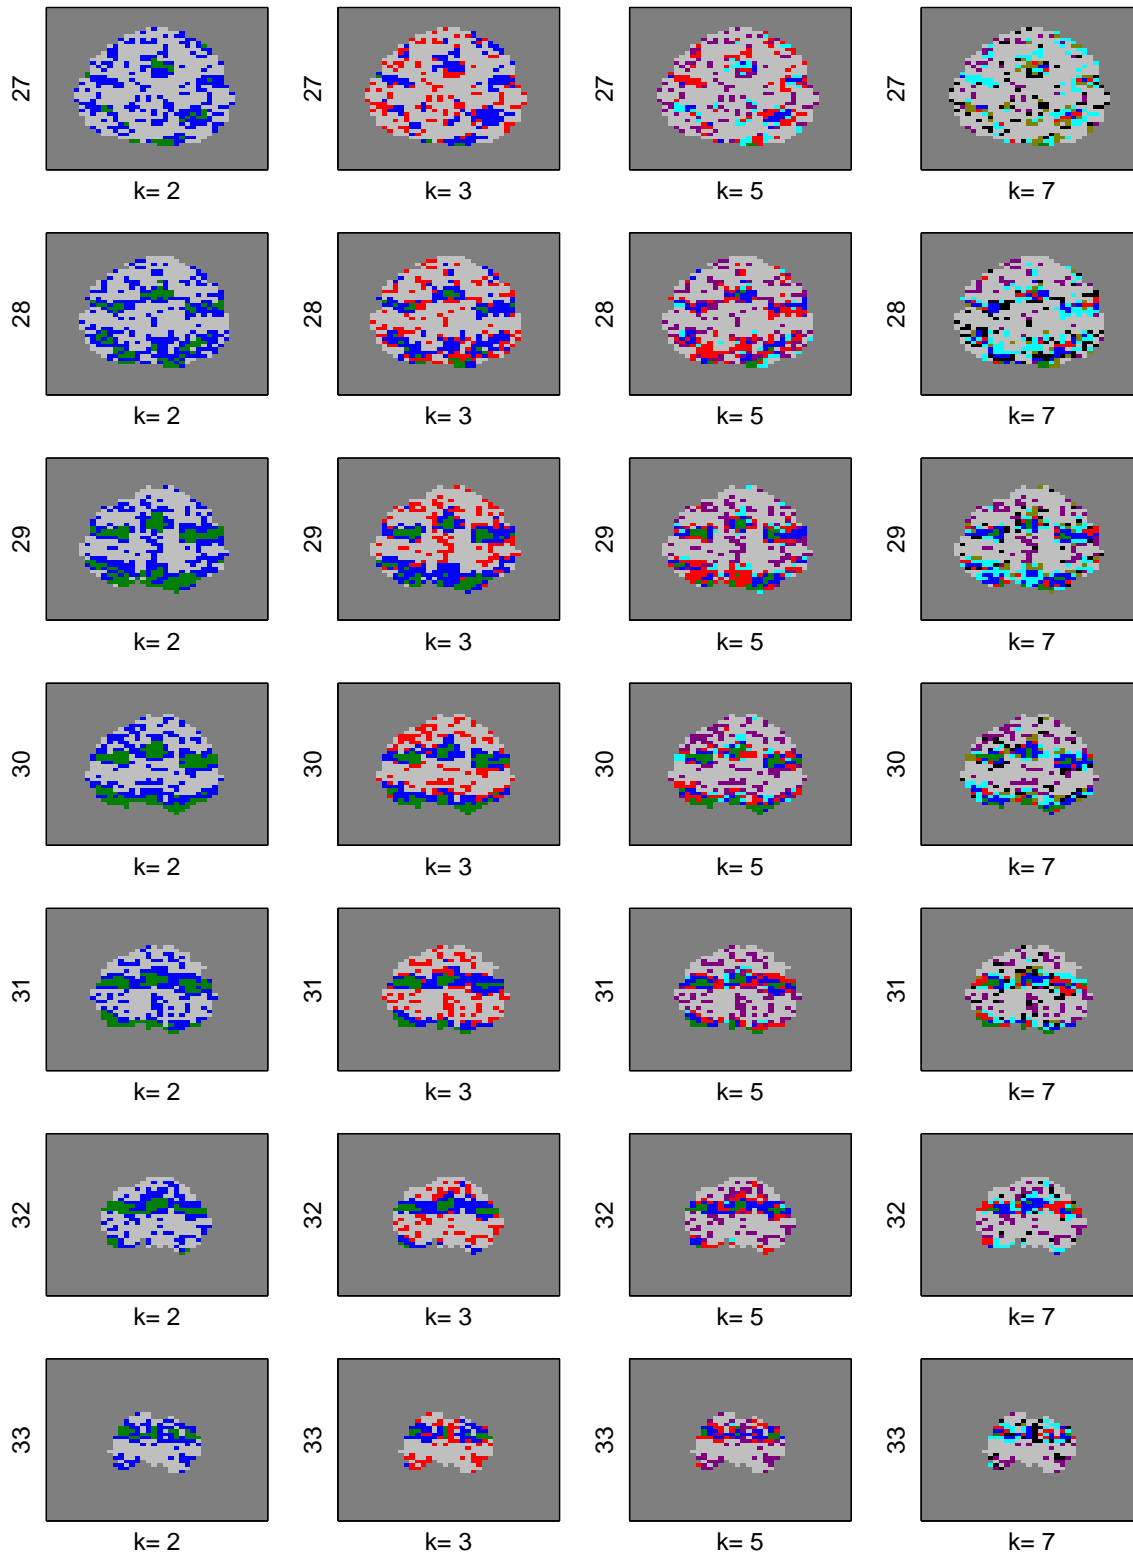 27
27
27
27
k= 2
k= 3
k= 5
k= 7
28
28
28
28
k= 2
k= 3
k= 5
k= 7
29
29
29
29
k= 2
k= 3
k= 5
k= 7
30
30
30
30
k= 2
k= 3
k= 5
k= 7
31
31
31
31
k= 2
k= 3
k= 5
k= 7
32
32
32
32
k= 2
k= 3
k= 5
k= 7
33
33
33
33
k= 2
k= 3
k= 5
k= 7